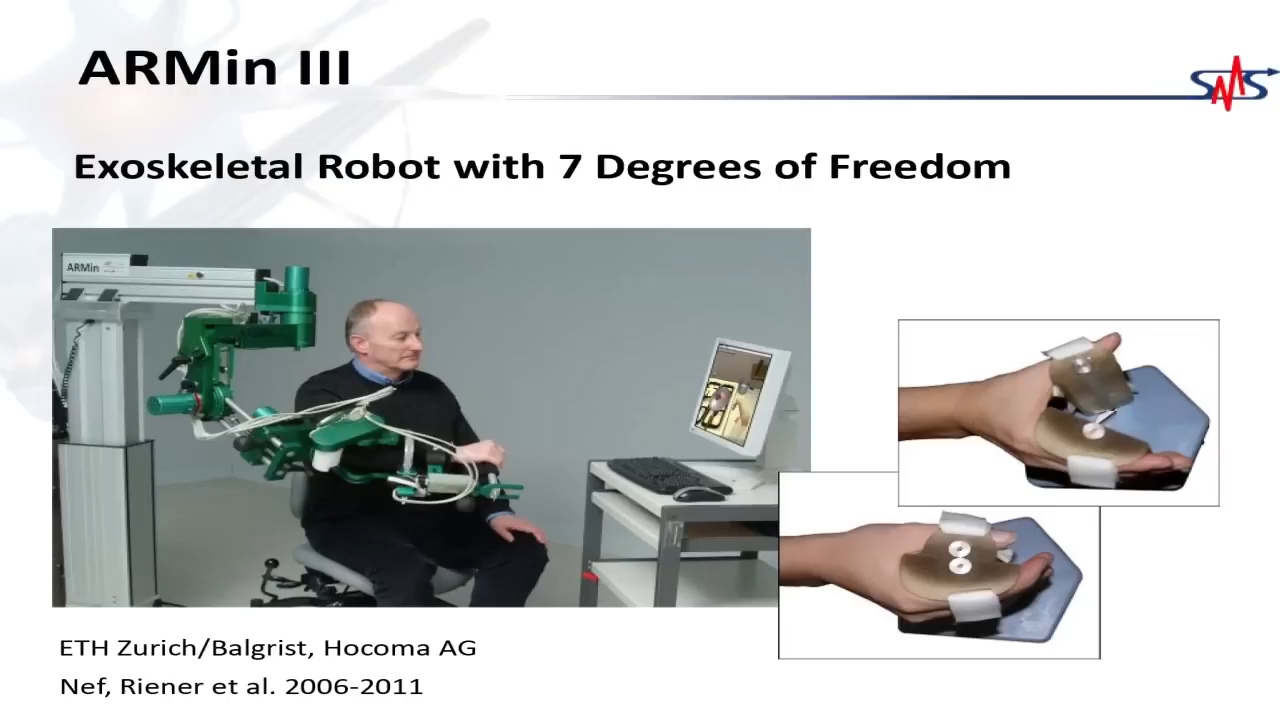 ARMin III
SMS
Exoskeletal Robot with 7 Degrees of Freedom
ARMin
ETH Zurich/Balgrist, Hocoma AG
Nef, Riener et al. 2006-2011